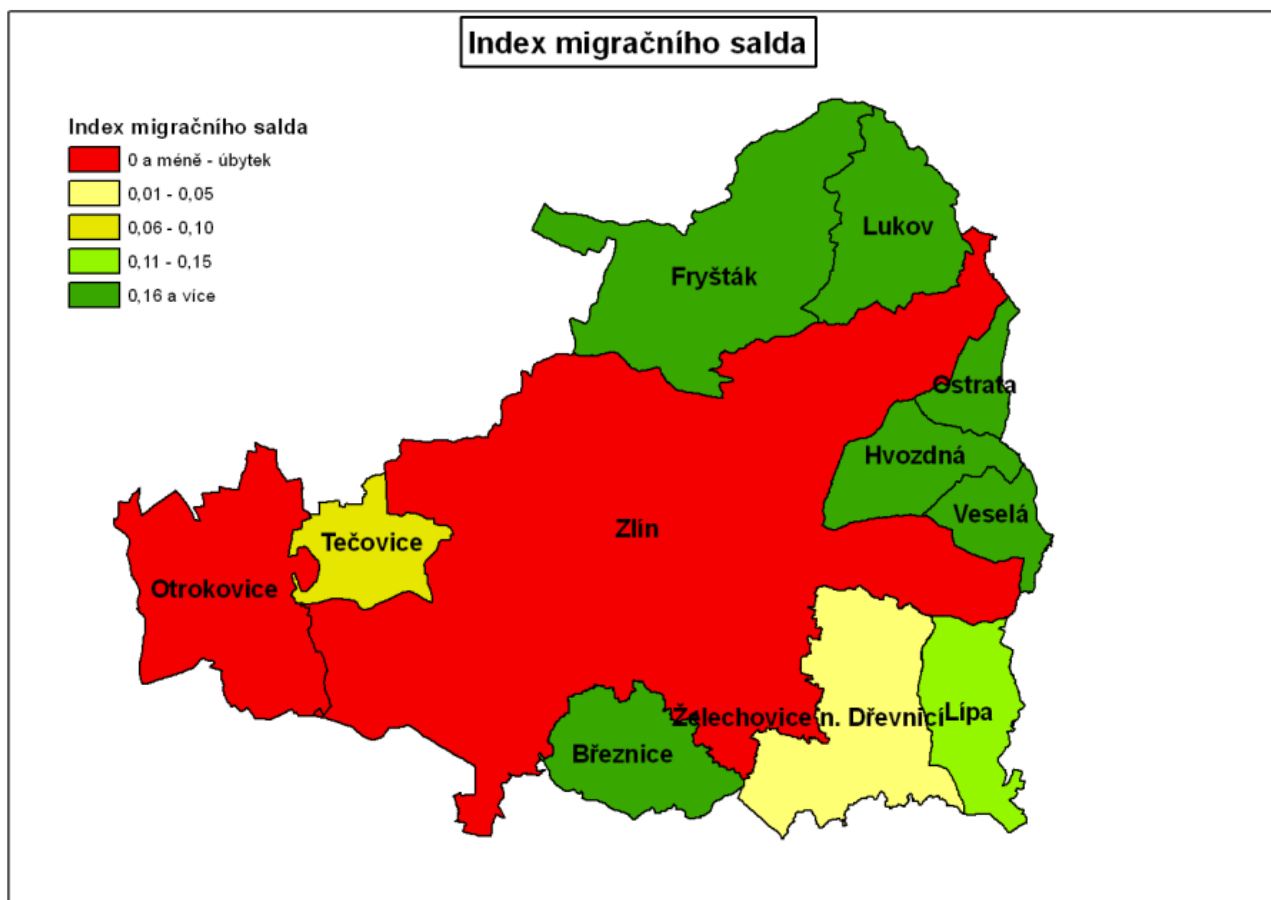 Index migračního salda
Index migračního salda
0 a méně - úbytek
0,01 - 0,05
0,06 - 0,10
0,11 - 0,15
0,16 a více
Lukov
Fryšták
Ostrata
Hvozdná
Veselá
Zlín
Tečovice
Otrokovice
Želechovice n. Dřevnicí
Lípa
Březnice